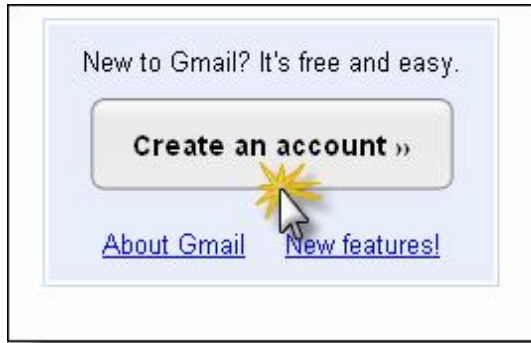 New to Gmail? It's free and easy.
Create an account »
About Gmail New features!